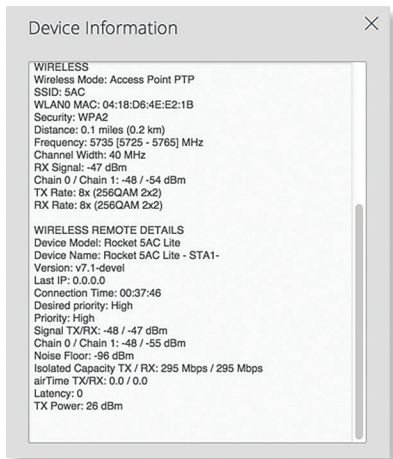 Device Information
WIRELESS
Wireless Mode: Access Point PTP
SSID: 5AC
WLAN0 MAC: 04:18:D6:4E:E2:1B
Security: WPA2
Distance: 0.1 miles (0.2 km)
Frequency: 5735 [5725 - 5765] MHz
Channel Width: 40 MHz
RX Signal: -47 dBm
Chain 0 / Chain 1: -48 / -54 dBm
TX Rate: 8x (256QAM 2x2)
RX Rate: 8x (256QAM 2x2)
WIRELESS REMOTE DETAILS
Device Model: Rocket 5AC Lite
Device Name: Rocket 5AC Lite - STA1-
Version: v7.1-devel
Last IP: 0.0.0.0
Connection Time: 00:37:46
Desired priority: High
Priority: High
Signal TX/RX: -48 / -47 dBm
Chain 0 / Chain 1: -48 / -55 dBm
Noise Floor: -96 dBm
Isolated Capacity TX / RX: 295 Mbps / 295 Mbps
airTime TX/RX: 0.0 / 0.0
Latency: 0
TX Power: 26 dBm